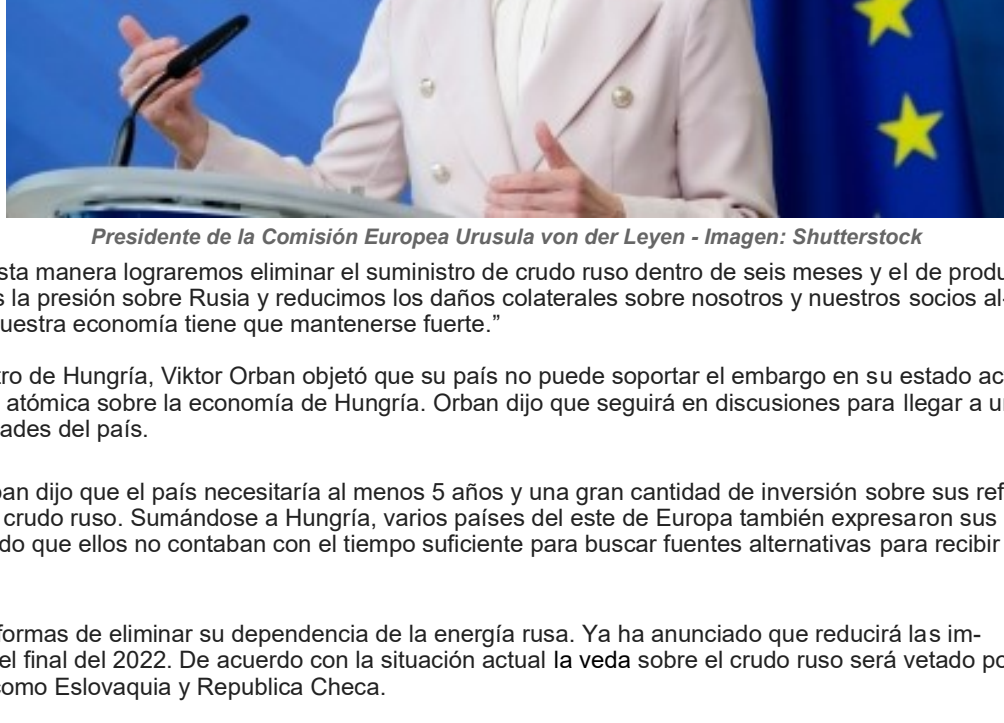 Presidente de la Comisión Europea Urusula von der Leyen - Imagen: Shutterstock
sta manera lograremos eliminar el suministro de crudo ruso dentro de seis meses y el de produ
s la presión sobre Rusia y reducimos los daños colaterales sobre nosotros y nuestros socios al-
uestra economía tiene que mantenerse fuerte.”
ro de Hungría, Viktor Orban objetó que su país no puede soportar el embargo en su estado ac
atómica sobre la economía de Hungría. Orban dijo que seguirá en discusiones para llegar a u
ades del país.
ban dijo que el país necesitaría al menos 5 años y una gran cantidad de inversión sobre sus ref
crudo ruso. Sumándose a Hungría, varios países del este de Europa también expresaron sus
do que ellos no contaban con el tiempo suficiente para buscar fuentes alternativas para recibir
formas de eliminar su dependencia de la energía rusa. Ya ha anunciado que reducirá las im-
el final del 2022. De acuerdo con la situación actual la veda sobre el crudo ruso será vetado po
como Eslovaquia y Republica Checa.